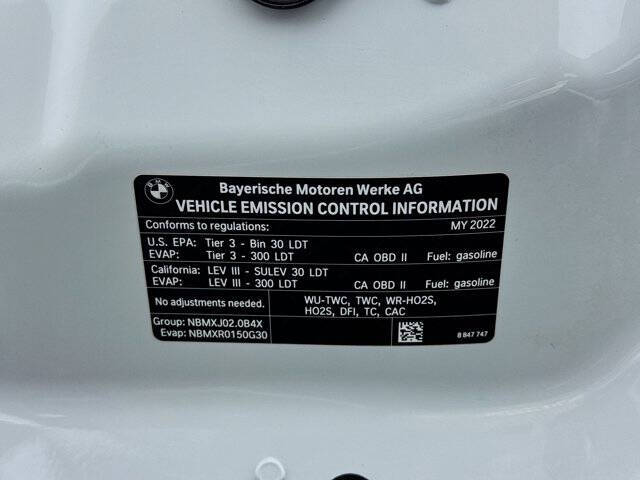 BMW
Bayerische Motoren Werke AG
VEHICLE EMISSION CONTROL INFORMATION
Conforms to regulations: MY 2022
U.S. EPA: Tier 3 - Bin 30 LDT
EVAP: Tier 3 - 300 LDT CA OBD II Fuel: gasoline
California: LEV III - SULEV 30 LDT
EVAP: LEV III - 300 LDT CA OBD II Fuel: gasoline
No adjustments needed. WU-TWC, TWC, WR-HO2S,
HO2S, DFI, TC, CAC
Group: NBMXJ02.0B4X
Evap: NBMXR0150G30 8 847 747